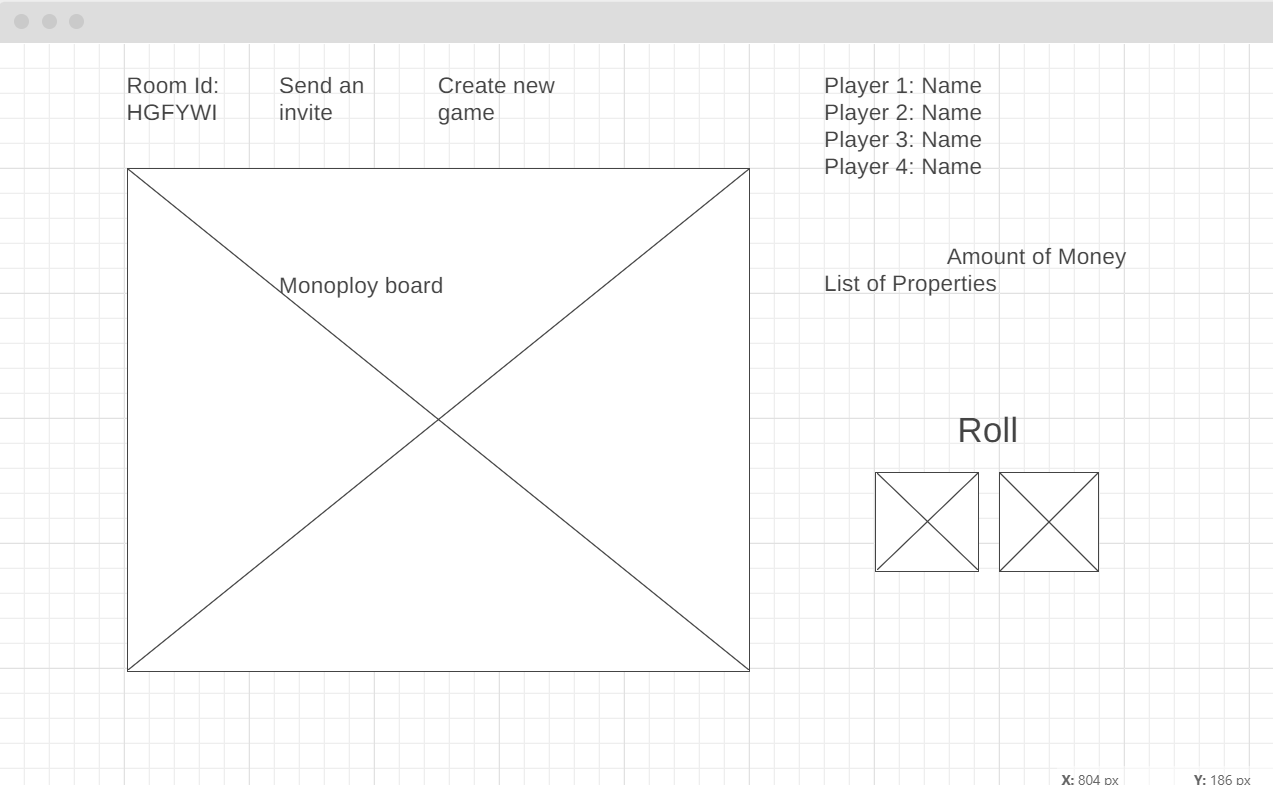 Room Id:
HGFYWI
Send an
invite
Create new
game
Player 1: Name
Player 2: Name
Player 3: Name
Player 4: Name
Monoploy board
Amount of Money
List of Properties
Roll
X: 804 px
Y: 186 px